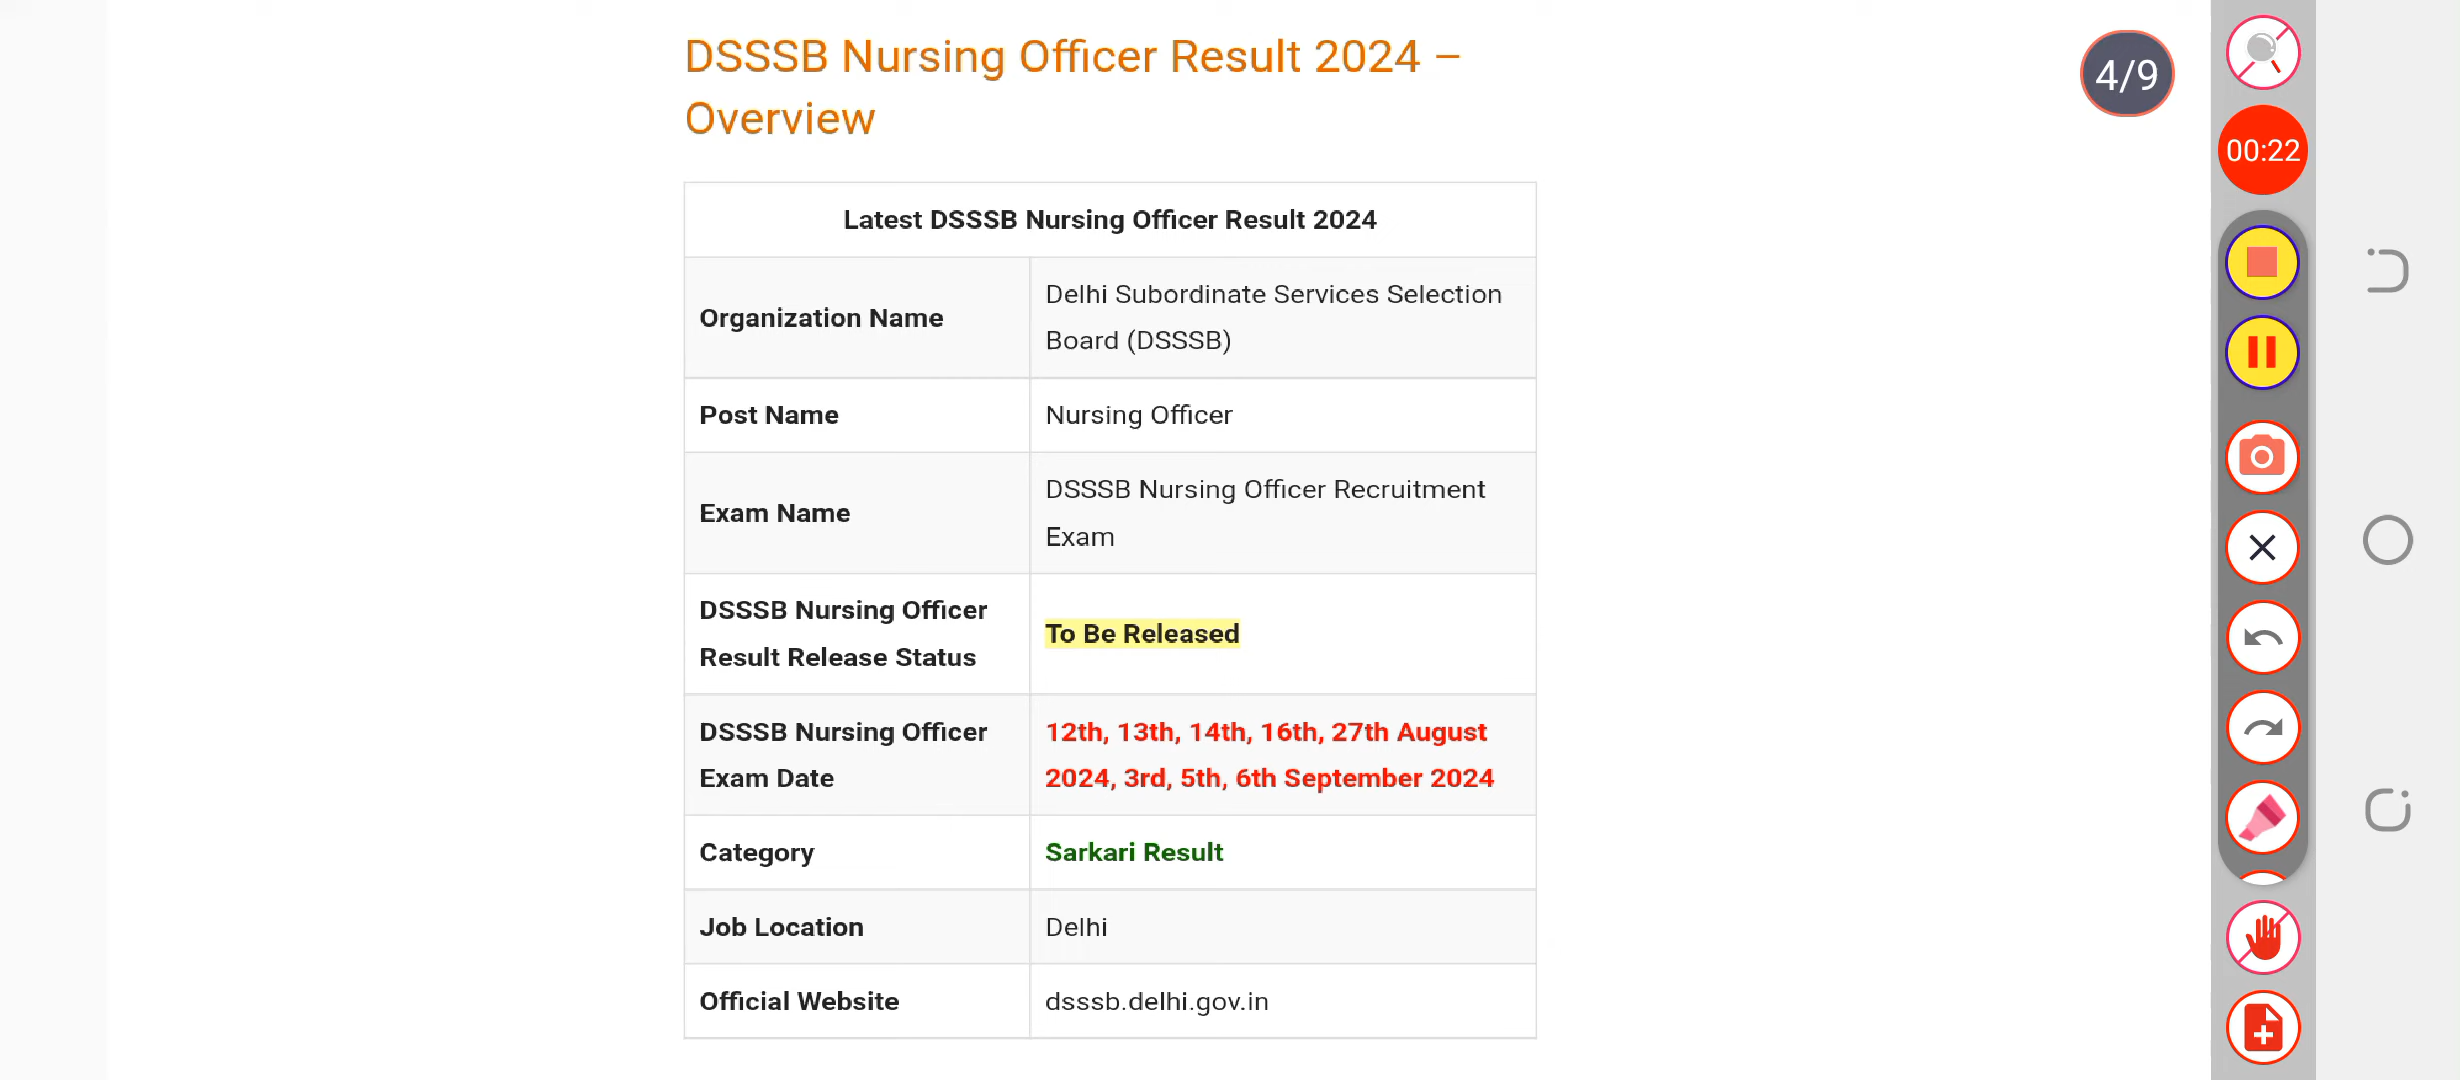 DSSSB Nursing Officer Result 2024 –
Overview
4/9
00:22
Latest DSSSB Nursing Officer Result 2024
Organization Name
Delhi Subordinate Services Selection
Board (DSSSB)
Post Name
Nursing Officer
Exam Name
DSSSB Nursing Officer Recruitment
Exam
DSSSB Nursing Officer
Result Release Status
To Be Released
DSSSB Nursing Officer
Exam Date
12th, 13th, 14th, 16th, 27th August
2024, 3rd, 5th, 6th September 2024
Category
Sarkari Result
Job Location
Delhi
Official Website
dsssb.delhi.gov.in